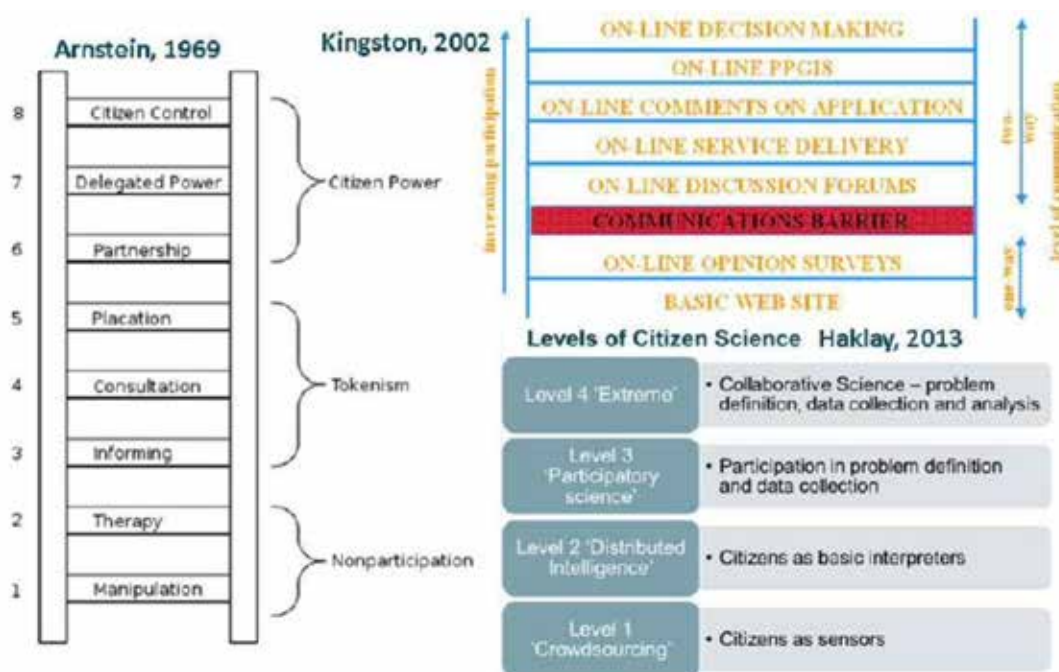 Arnstein, 1969
8
Citizen Control
7
Delegated Power
6
Partnership
5
Placation
4
Consultation
3
Informing
2
Therapy
1
Manipulation
Citizen Power
Tokenism
Nonparticipation
Kingston, 2002
increasing participation
ON-LINE DECISION MAKING
ON-LINE PPGIS
ON-LINE COMMENTS ON APPLICATION
ON-LINE SERVICE DELIVERY
ON-LINE DISCUSSION FORUMS
COMMUNICATIONS BARRIER
ON-LINE OPINION SURVEYS
BASIC WEB SITE
two-
way
one-way
level of communications
Levels of Citizen Science Haklay, 2013
Level 4 'Extreme'
• Collaborative Science – problem
definition, data collection and analysis
Level 3
'Participatory
science'
• Participation in problem definition
and data collection
Level 2 'Distributed
Intelligence'
• Citizens as basic interpreters
Level 1
'Crowdsourcing'
• Citizens as sensors